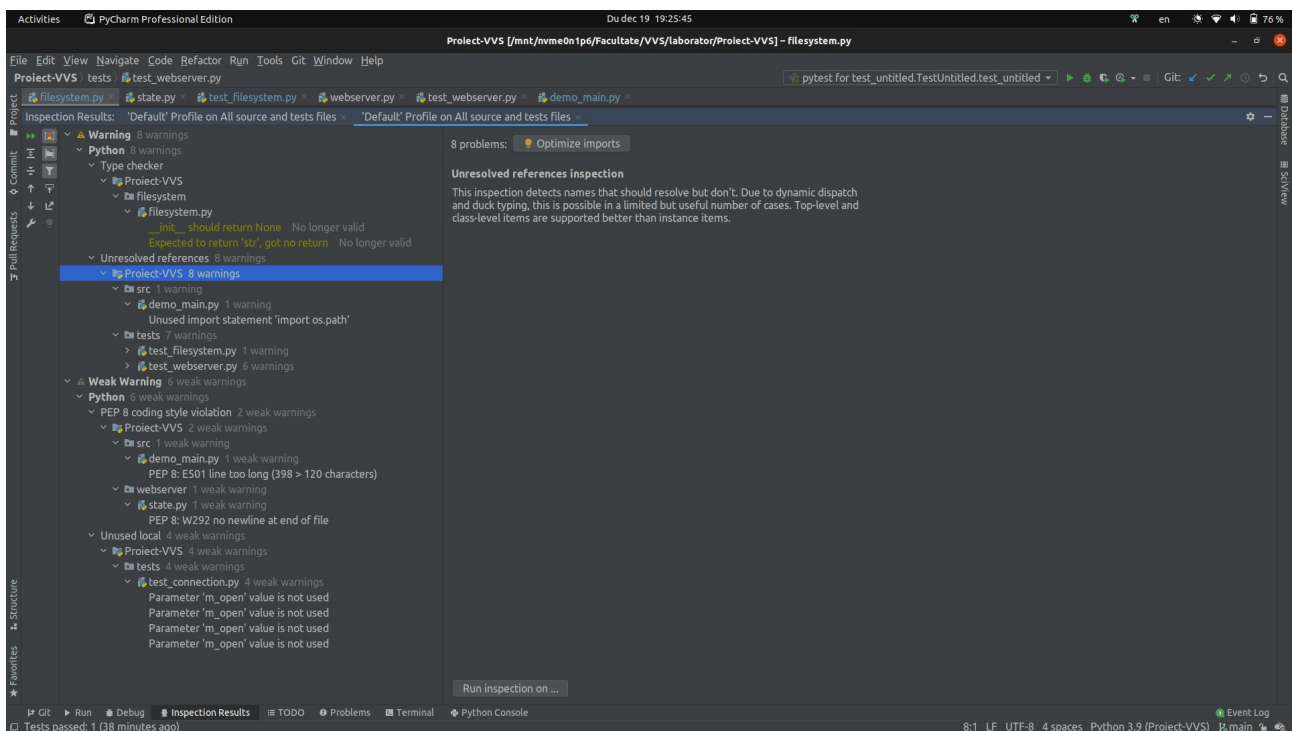 Activities PyCharm Professional Edition Du dec 19 19:25:45 en 76 %
Proiect-VVS [/mnt/nvme0n1p6/Facultate/VVS/laborator/Proiect-VVS] – filesystem.py
File Edit View Navigate Code Refactor Run Tools Git Window Help
Proiect-VVS tests test_webserver.py pytest for test_untitled.TestUntitled.test_untitled Git:
filesystem.py state.py test_filesystem.py webserver.py test_webserver.py demo_main.py
Inspection Results: 'Default' Profile on All source and tests files 'Default' Profile on All source and tests files
Warning 8 warnings
Python 8 warnings
Type checker
Proiect-VVS
filesystem
filesystem.py
__init__ should return None No longer valid
Expected to return 'str', got no return No longer valid
Unresolved references 8 warnings
Proiect-VVS 8 warnings
src 1 warning
demo_main.py 1 warning
Unused import statement 'import os.path'
tests 7 warnings
test_filesystem.py 1 warning
test_webserver.py 6 warnings
Weak Warning 6 weak warnings
Python 6 weak warnings
PEP 8 coding style violation 2 weak warnings
Proiect-VVS 2 weak warnings
src 1 weak warning
demo_main.py 1 weak warning
PEP 8: E501 line too long (398 > 120 characters)
webserver 1 weak warning
state.py 1 weak warning
PEP 8: W292 no newline at end of file
Unused local 4 weak warnings
Proiect-VVS 4 weak warnings
tests 4 weak warnings
test_connection.py 4 weak warnings
Parameter 'm_open' value is not used
Parameter 'm_open' value is not used
Parameter 'm_open' value is not used
Parameter 'm_open' value is not used
8 problems: Optimize imports
Unresolved references inspection
This inspection detects names that should resolve but don't. Due to dynamic dispatch
and duck typing, this is possible in a limited but useful number of cases. Top-level and
class-level items are supported better than instance items.
Run inspection on ...
Project
Commit
Pull Requests
Structure
Favorites
Database
SciView
Git Run Debug Inspection Results TODO Problems Terminal Python Console Event Log
Tests passed: 1 (38 minutes ago) 8:1 LF UTF-8 4 spaces Python 3.9 (Proiect-VVS) main